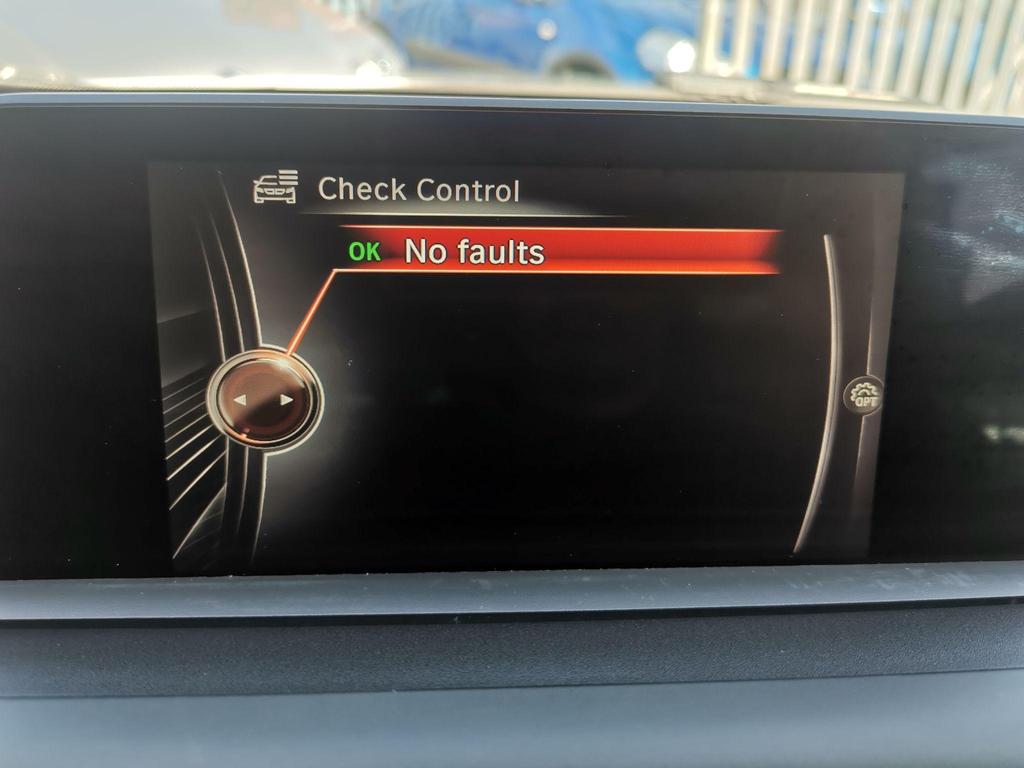 Check Control
OK No faults
OPT